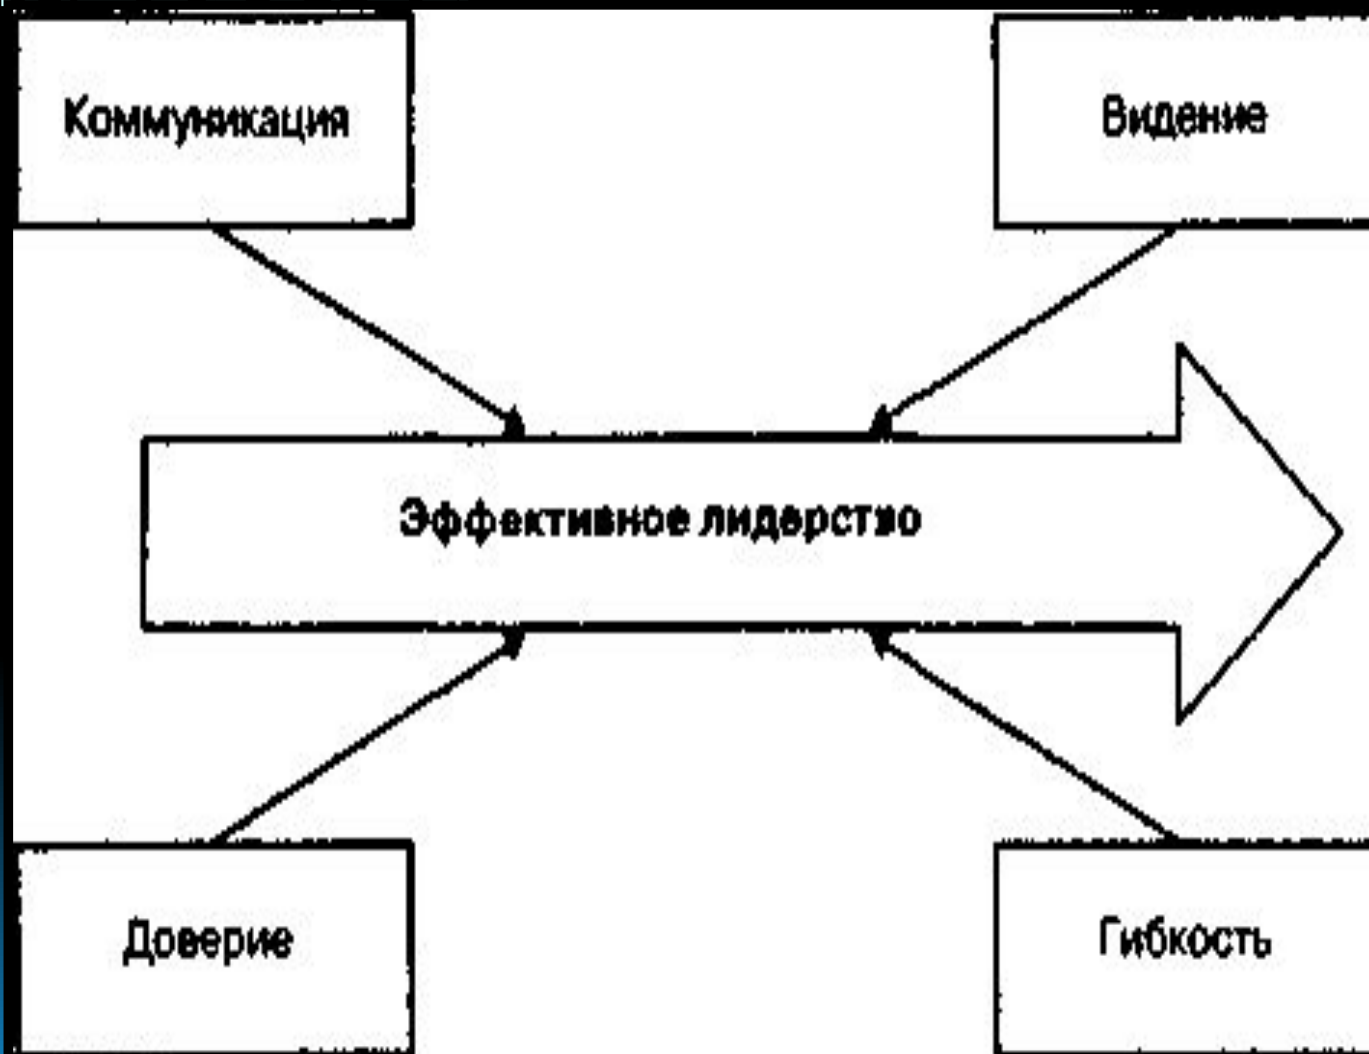 Коммуникация
Видение
Эффективное лидерство
Доверие
Гибкость